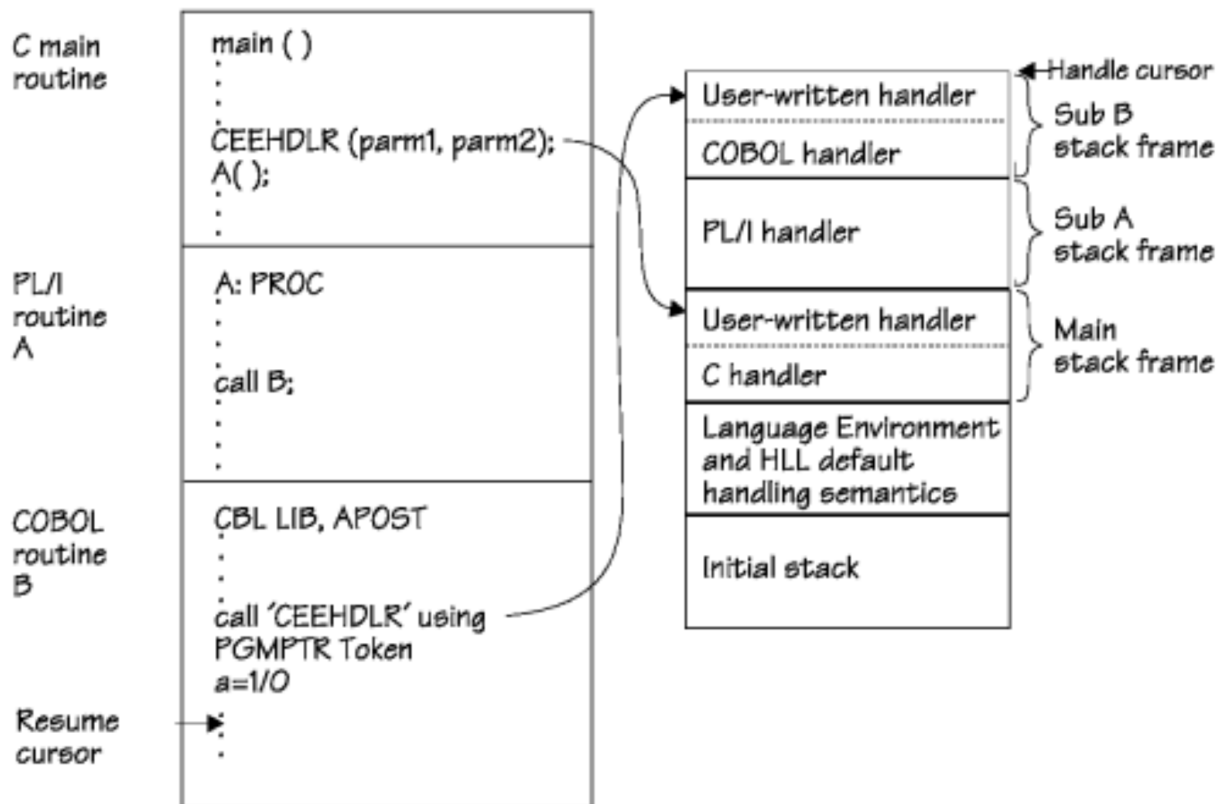 C main
routine
main ( )
CEEHDLR (parm1, parm2);
A( );
PL/I
routine
A
A: PROC
call B;
COBOL
routine
B
CBL LIB, APOST
call 'CEEHDLR' using
PGMPTR Token
a=1/0
Resume
cursor
Handle cursor
User-written handler
COBOL handler
Sub B
stack frame
PL/I handler
Sub A
stack frame
User-written handler
C handler
Main
stack frame
Language Environment
and HLL default
handling semantics
Initial stack